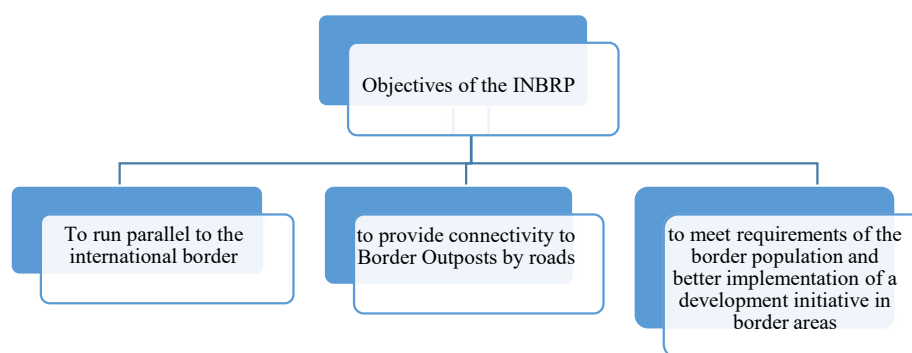 Objectives of the INBRP
To run parallel to the
international border
to provide connectivity to
Border Outposts by roads
to meet requirements of the
border population and
better implementation of a
development initiative in
border areas